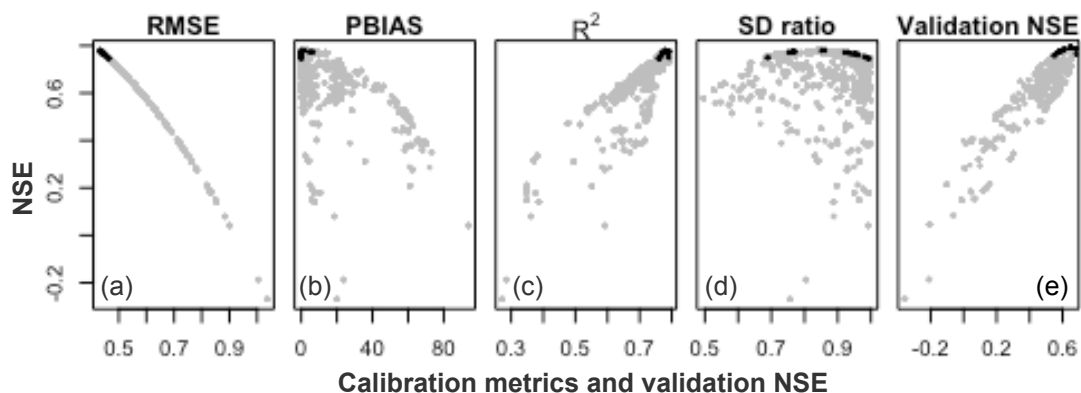 RMSE PBIAS R² SD ratio Validation NSE
0.6
0.2
-0.2
NSE
(a) (b) (c) (d) (e)
0.5 0.7 0.9 0 40 80 0.3 0.5 0.7 0.5 0.7 0.9 -0.2 0.2 0.6
Calibration metrics and validation NSE